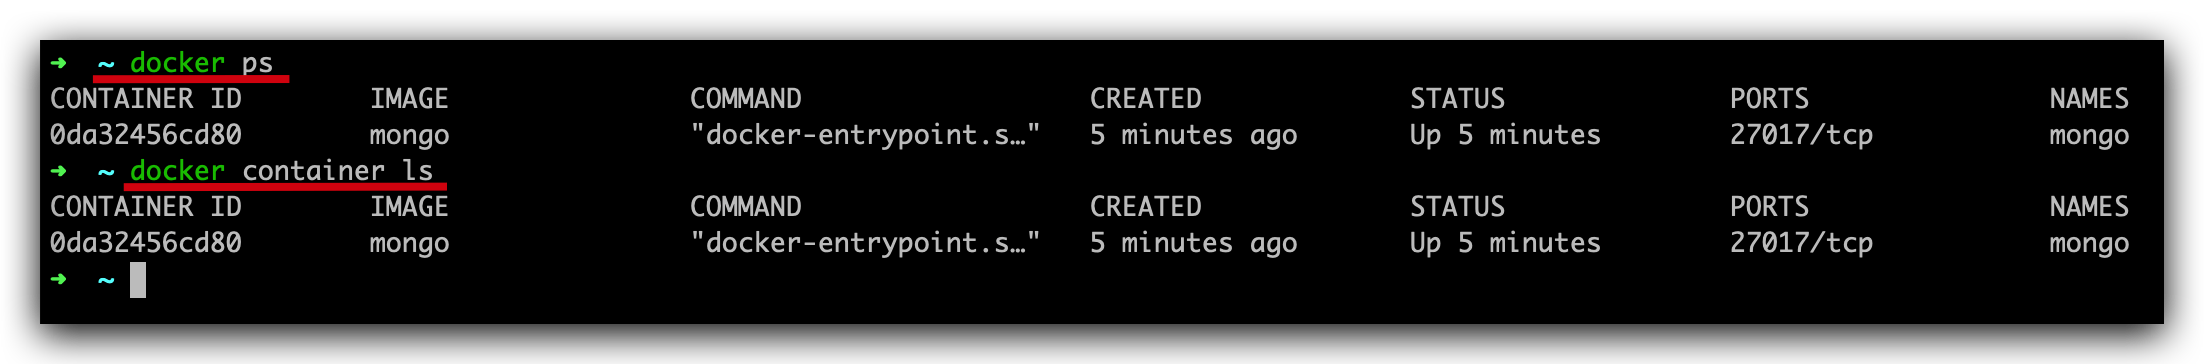 ➜ ~ docker ps
CONTAINER ID IMAGE COMMAND CREATED STATUS PORTS NAMES
0da32456cd80 mongo "docker-entrypoint.s…" 5 minutes ago Up 5 minutes 27017/tcp mongo
➜ ~ docker container ls
CONTAINER ID IMAGE COMMAND CREATED STATUS PORTS NAMES
0da32456cd80 mongo "docker-entrypoint.s…" 5 minutes ago Up 5 minutes 27017/tcp mongo
➜ ~